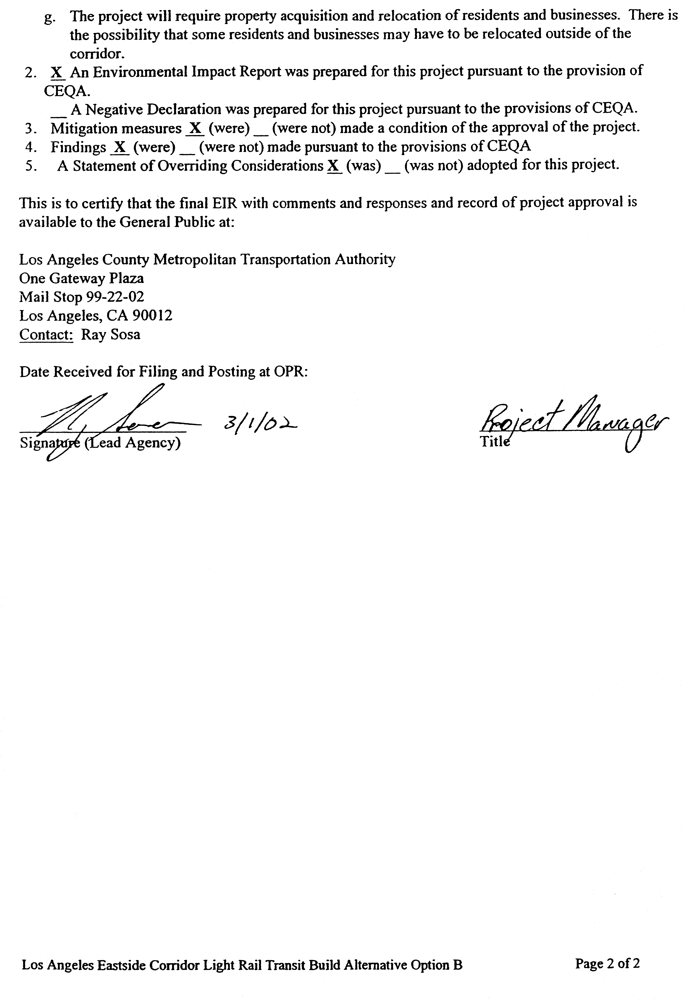 g. The project will require property acquisition and relocation of residents and businesses. There is
the possibility that some residents and businesses may have to be relocated outside of the
corridor.
2. X An Environmental Impact Report was prepared for this project pursuant to the provision of
CEQA.
__ A Negative Declaration was prepared for this project pursuant to the provisions of CEQA.
3. Mitigation measures X (were) __ (were not) made a condition of the approval of the project.
4. Findings X (were) __ (were not) made pursuant to the provisions of CEQA
5. A Statement of Overriding Considerations X (was) __ (was not) adopted for this project.
This is to certify that the final EIR with comments and responses and record of project approval is
available to the General Public at:
Los Angeles County Metropolitan Transportation Authority
One Gateway Plaza
Mail Stop 99-22-02
Los Angeles, CA 90012
Contact: Ray Sosa
Date Received for Filing and Posting at OPR:
3/1/02 Project Manager
Signature (Lead Agency) Title
Los Angeles Eastside Corridor Light Rail Transit Build Alternative Option B Page 2 of 2